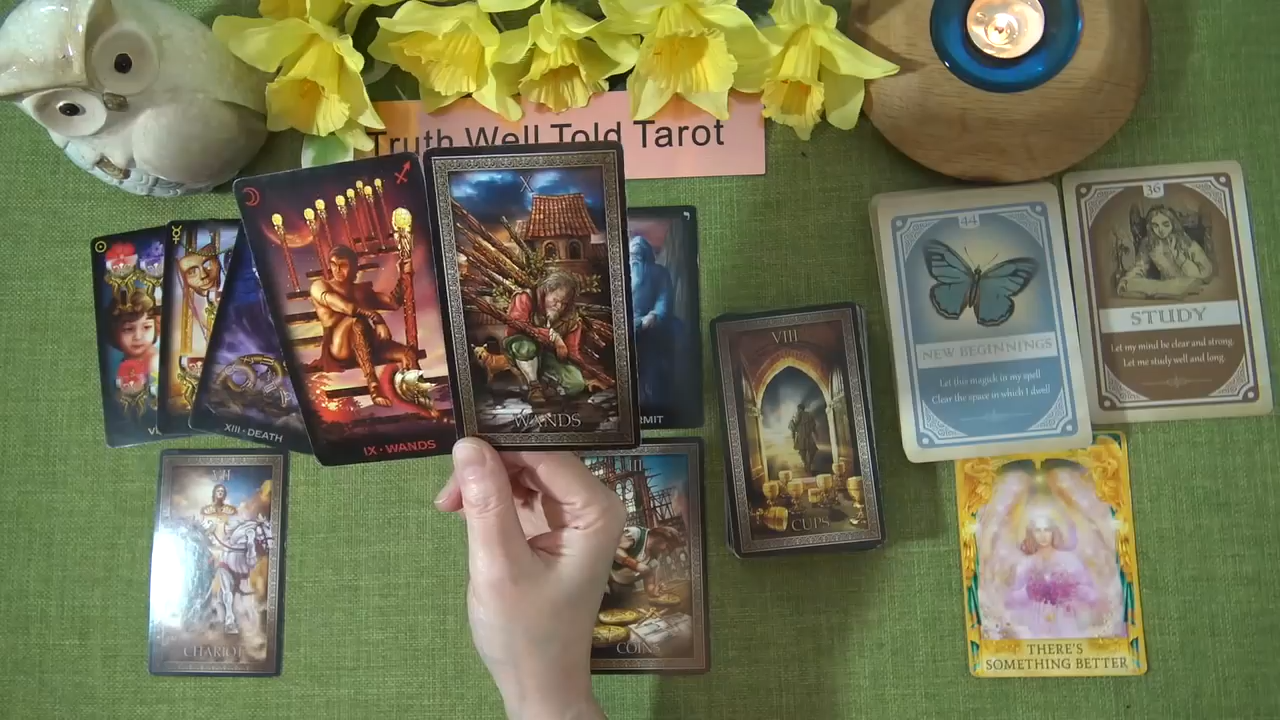 Truth Well Told Tarot
X
WANDS
IX · WANDS
XIII · DEATH
VII
CHARIOT
COINS
VIII
CUPS
44
NEW BEGINNINGS
Let this magick in my spell
Clear the space in which I dwell
36
STUDY
Let my mind be clear and strong.
Let me study well and long.
THERE'S
SOMETHING BETTER